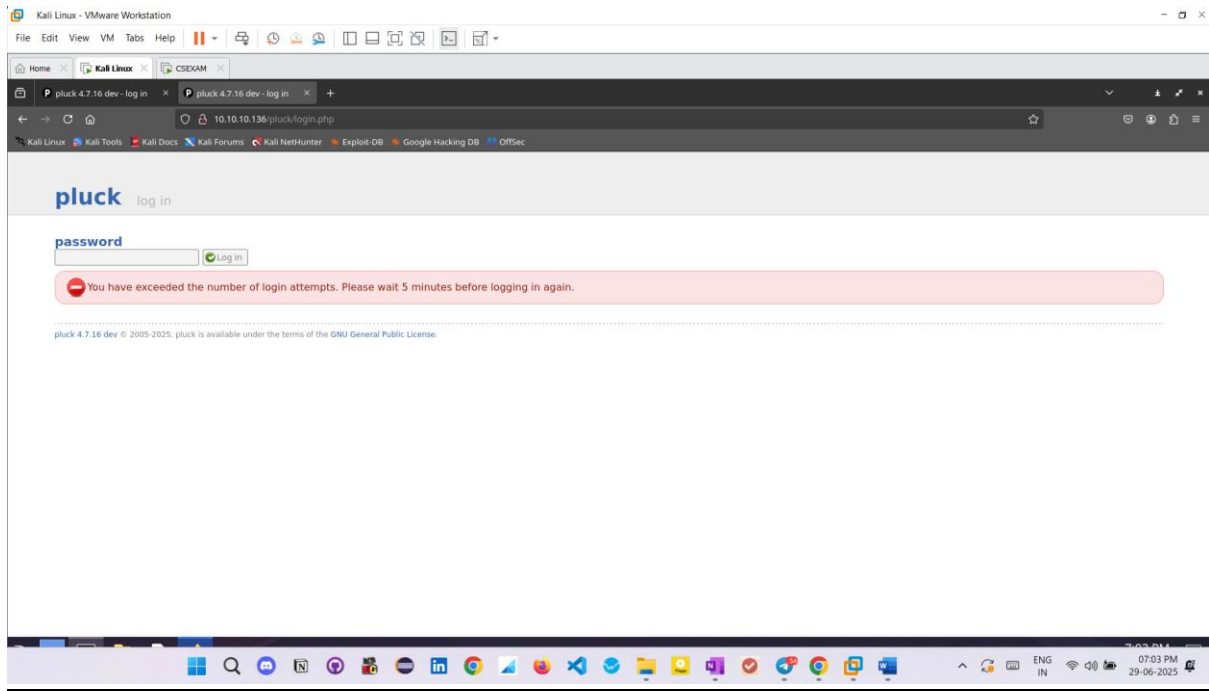 Kali Linux - VMware Workstation
File Edit View VM Tabs Help
Home Kali Linux CSEXAM
pluck 4.7.16 dev - log in pluck 4.7.16 dev - log in
10.10.10.136/pluck/login.php
Kali Linux Kali Tools Kali Docs Kali Forums Kali NetHunter Exploit-DB Google Hacking DB OffSec
pluck log in
password
Log in
You have exceeded the number of login attempts. Please wait 5 minutes before logging in again.
pluck 4.7.16 dev © 2005-2025. pluck is available under the terms of the GNU General Public License.
ENG
IN
07:03 PM
29-06-2025